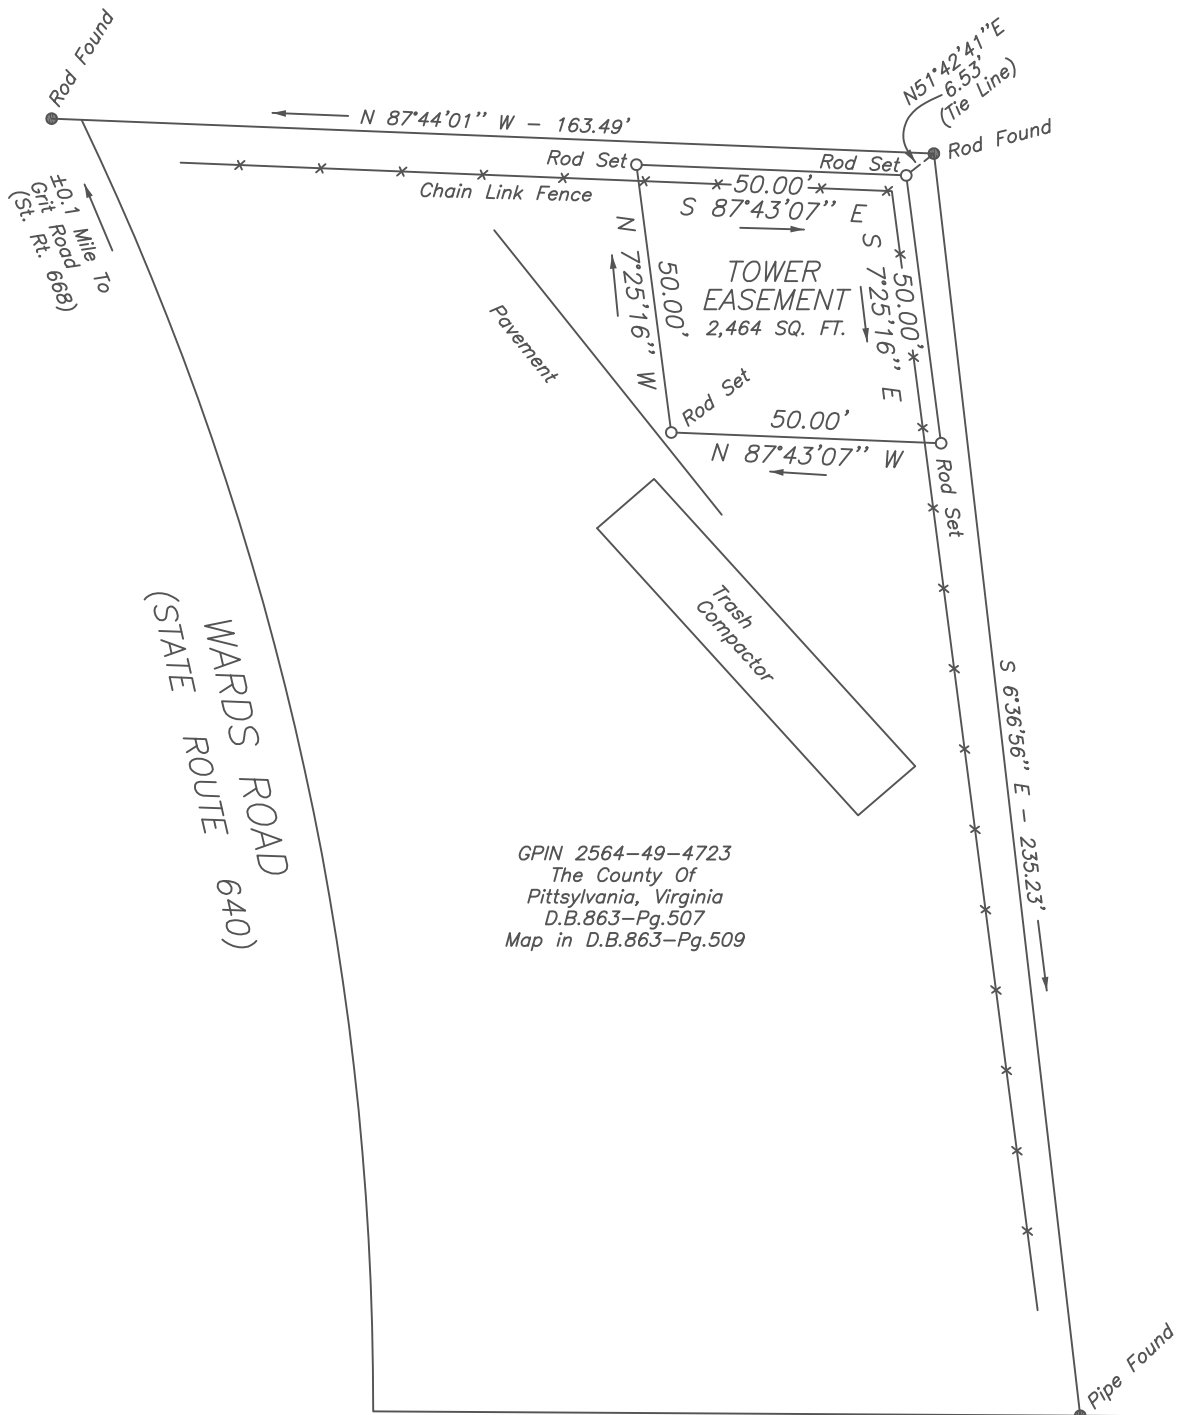 Rod Found
N51°42'41"E
6.53'
(Tie Line)
N 87°44'01" W - 163.49'
Rod Found
Rod Set
Rod Set
50.00'
Chain Link Fence
S 87°43'07" E
±0.1 Mile To
Grit Road
(St. Rt. 668)
N 7°25'16" W
50.00'
TOWER
EASEMENT
2,464 SQ. FT.
50.00'
S 7°25'16" E
Pavement
Rod Set
50.00'
N 87°43'07" W
Rod Set
Trash
Compactor
WARDS ROAD
(STATE ROUTE 640)
S 6°36'56" E - 235.23'
GPIN 2564-49-4723
The County Of
Pittsylvania, Virginia
D.B.863-Pg.507
Map in D.B.863-Pg.509
Pipe Found